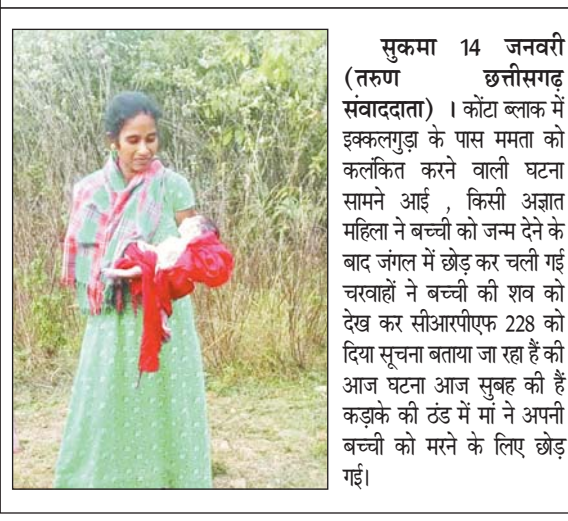 सुकमा 14 जनवरी
(तरुण छत्तीसगढ़
संवाददाता) । कोंटा ब्लाक में
इक्कलगुड़ा के पास ममता को
कलंकित करने वाली घटना
सामने आई , किसी अज्ञात
महिला ने बच्ची को जन्म देने के
बाद जंगल में छोड़ कर चली गई
चरवाहों ने बच्ची की शव को
देख कर सीआरपीएफ 228 को
दिया सूचना बताया जा रहा हैं की
आज घटना आज सुबह की हैं
कड़ाके की ठंड में मां ने अपनी
बच्ची को मरने के लिए छोड़
गई।